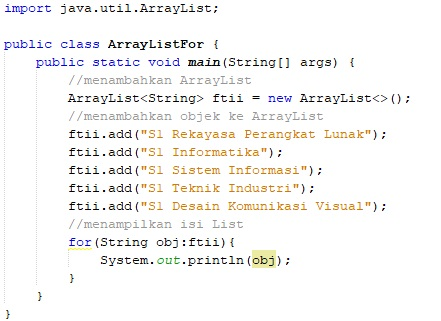 import java.util.ArrayList;
public class ArrayListFor {
    public static void main(String[] args) {
        //menambahkan ArrayList
        ArrayList<String> ftii = new ArrayList<>();
        //menambahkan objek ke ArrayList
        ftii.add("S1 Rekayasa Perangkat Lunak");
        ftii.add("S1 Informatika");
        ftii.add("S1 Sistem Informasi");
        ftii.add("S1 Teknik Industri");
        ftii.add("S1 Desain Komunikasi Visual");
        //menampilkan isi List
        for(String obj:ftii){
            System.out.println(obj);
        }
    }
}